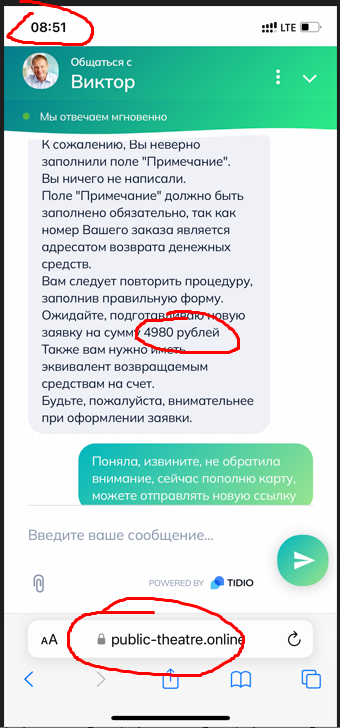 08:51
LTE
Общаться с
Виктор
Мы отвечаем мгновенно
К сожалению, Вы неверно
заполнили поле "Примечание".
Вы ничего не написали.
Поле "Примечание" должно быть
заполнено обязательно, так как
номер Вашего заказа является
адресатом возврата денежных
средств.
Вам следует повторить процедуру,
заполнив правильную форму.
Ожидайте, подготавливаю новую
заявку на сумму 4980 рублей
Также вам нужно иметь
эквивалент возвращаемым
средствам на счет.
Будьте, пожалуйста, внимательнее
при оформлении заявки.
Поняла, извините, не обратила
внимание, сейчас пополню карту,
можете отправлять новую ссылку
Введите ваше сообщение...
POWERED BY TIDIO
AA public-theatre.online